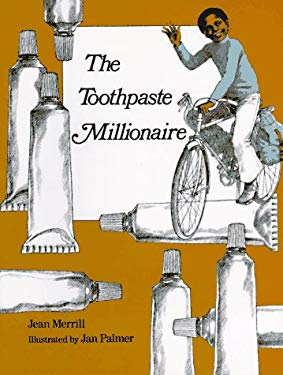 The
Toothpaste
Millionaire
Jean Merrill
Illustrated by Jan Palmer